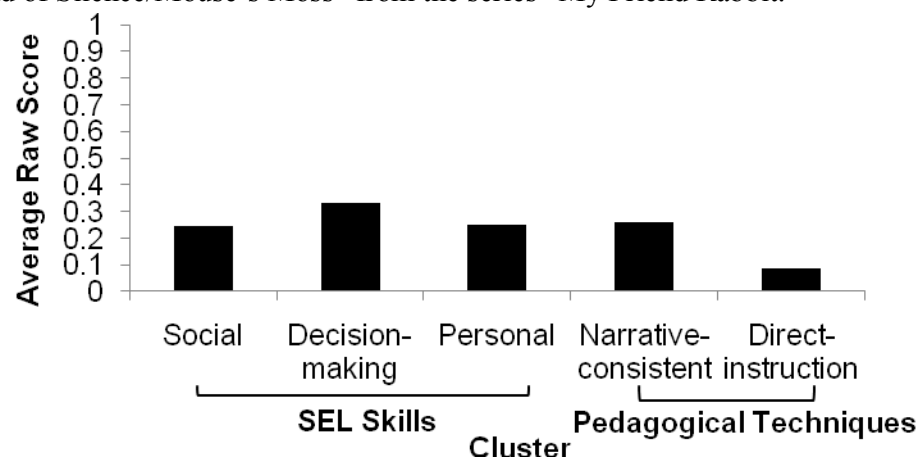 of Silence/Mouse's Moss" from the series "My Friend Rabbit."
Average Raw Score
1
0.9
0.8
0.7
0.6
0.5
0.4
0.3
0.2
0.1
0
Social Decision- Personal Narrative- Direct-
making consistent instruction
SEL Skills Pedagogical Techniques
Cluster